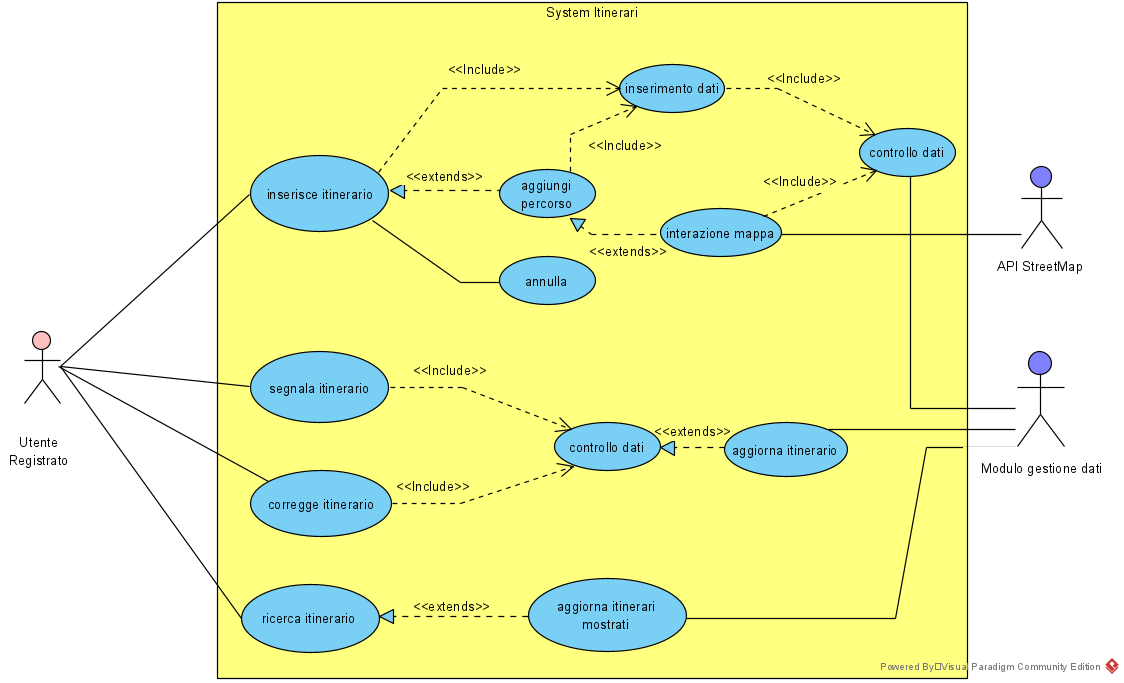 System Itinerari
<<Include>>
<<Include>>
inserimento dati
<<Include>>
controllo dati
<<extends>>
inserisce itinerario
aggiungi
percorso
<<Include>>
interazione mappa
<<extends>>
annulla
API StreetMap
Utente
Registrato
<<Include>>
segnala itinerario
controllo dati
<<extends>>
aggiorna itinerario
Modulo gestione dati
<<Include>>
corregge itinerario
<<extends>>
ricerca itinerario
aggiorna itinerari
mostrati
Powered By□Visual Paradigm Community Edition